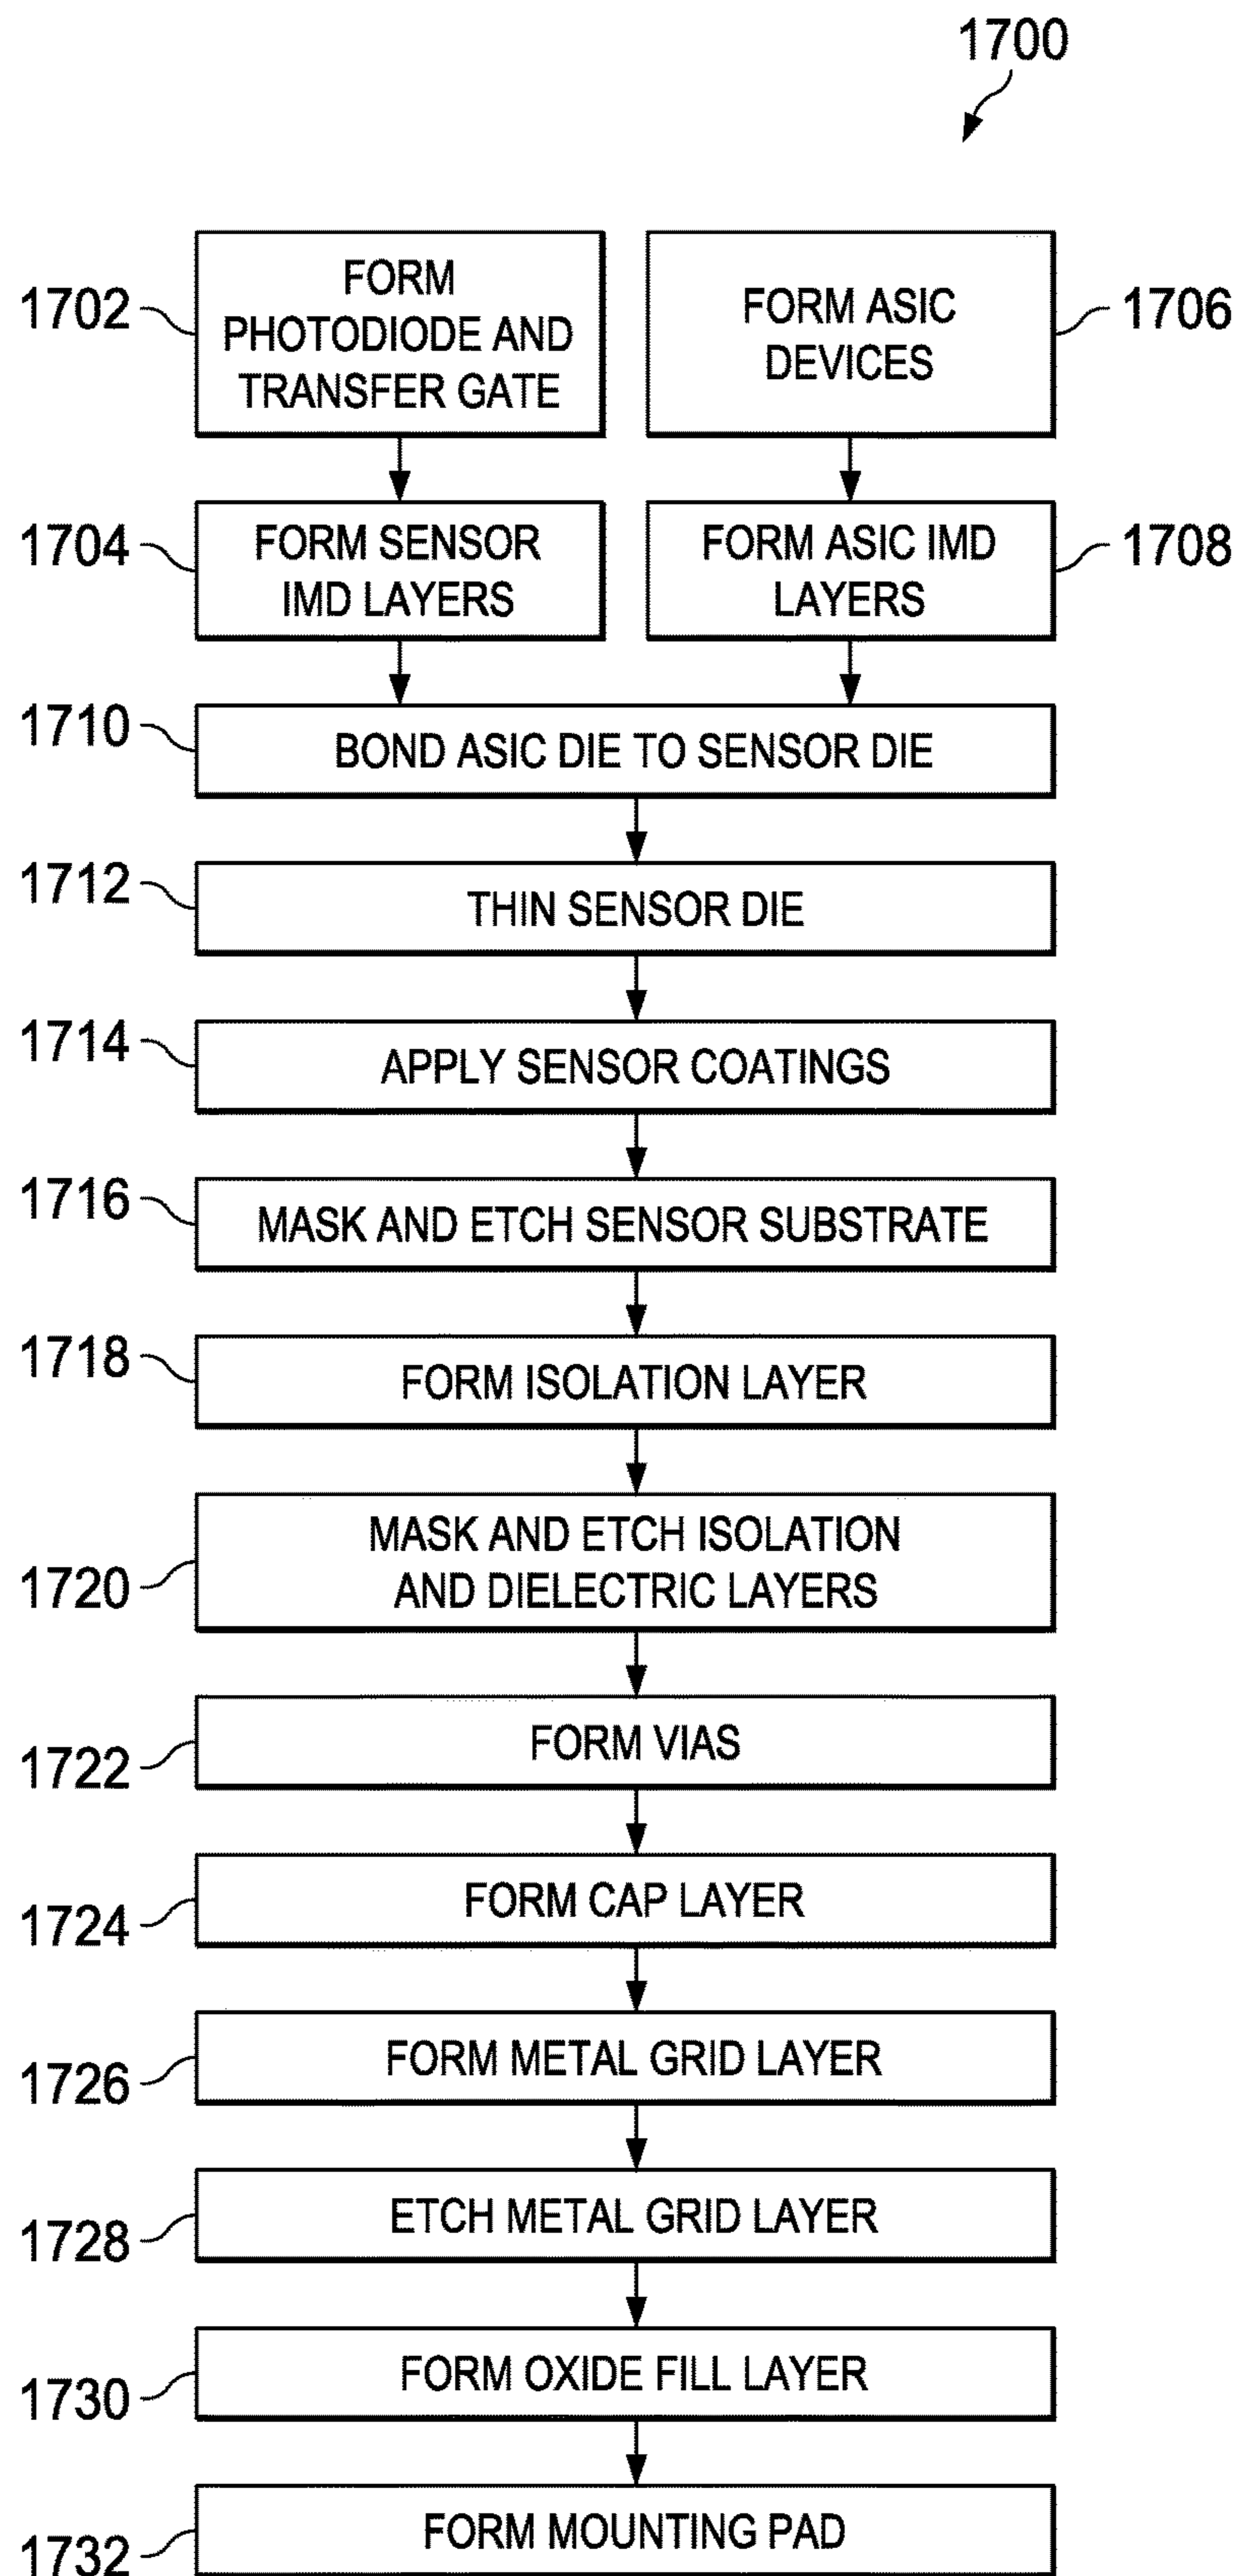 1700
1702
FORM
PHOTODIODE AND
TRANSFER GATE
FORM ASIC
DEVICES
1706
1704
FORM SENSOR
IMD LAYERS
FORM ASIC IMD
LAYERS
1708
1710
BOND ASIC DIE TO SENSOR DIE
1712
THIN SENSOR DIE
1714
APPLY SENSOR COATINGS
1716
MASK AND ETCH SENSOR SUBSTRATE
1718
FORM ISOLATION LAYER
1720
MASK AND ETCH ISOLATION
AND DIELECTRIC LAYERS
1722
FORM VIAS
1724
FORM CAP LAYER
1726
FORM METAL GRID LAYER
1728
ETCH METAL GRID LAYER
1730
FORM OXIDE FILL LAYER
1732
FORM MOUNTING PAD